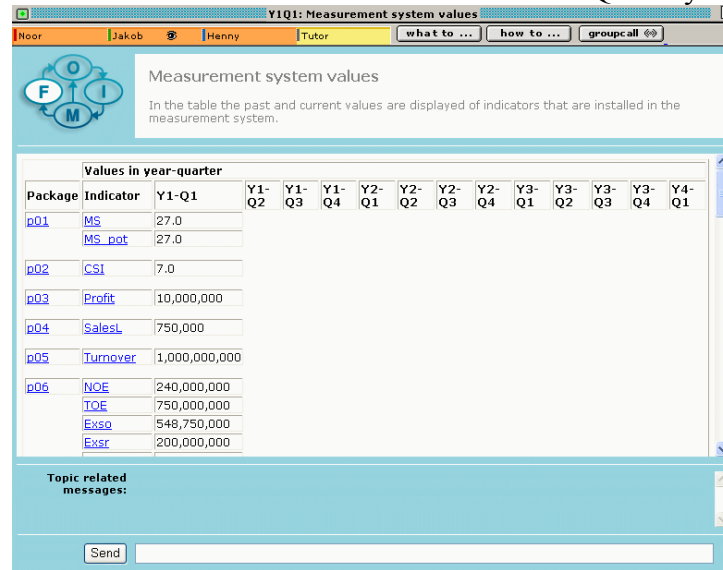 Y1Q1: Measurement system values
Noor Jakob Henny Tutor what to ... how to ... groupcall
O
F I
M
Measurement system values
In the table the past and current values are displayed of indicators that are installed in the
measurement system.
Values in year-quarter
Package Indicator Y1-Q1 Y1-Q2 Y1-Q3 Y1-Q4 Y2-Q1 Y2-Q2 Y2-Q3 Y2-Q4 Y3-Q1 Y3-Q2 Y3-Q3 Y3-Q4 Y4-Q1
p01 MS 27.0
MS_pot 27.0
p02 CSI 7.0
p03 Profit 10,000,000
p04 SalesL 750,000
p05 Turnover 1,000,000,000
p06 NOE 240,000,000
TOE 750,000,000
Exso 548,750,000
Exsr 200,000,000
Topic related
messages:
Send